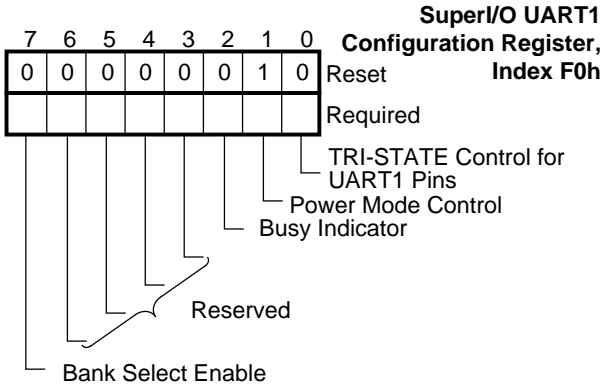 SuperI/O UART1
Configuration Register,
Index F0h
7 6 5 4 3 2 1 0
0 0 0 0 0 0 1 0 Reset
Required
TRI-STATE Control for
UART1 Pins
Power Mode Control
Busy Indicator
Reserved
Bank Select Enable